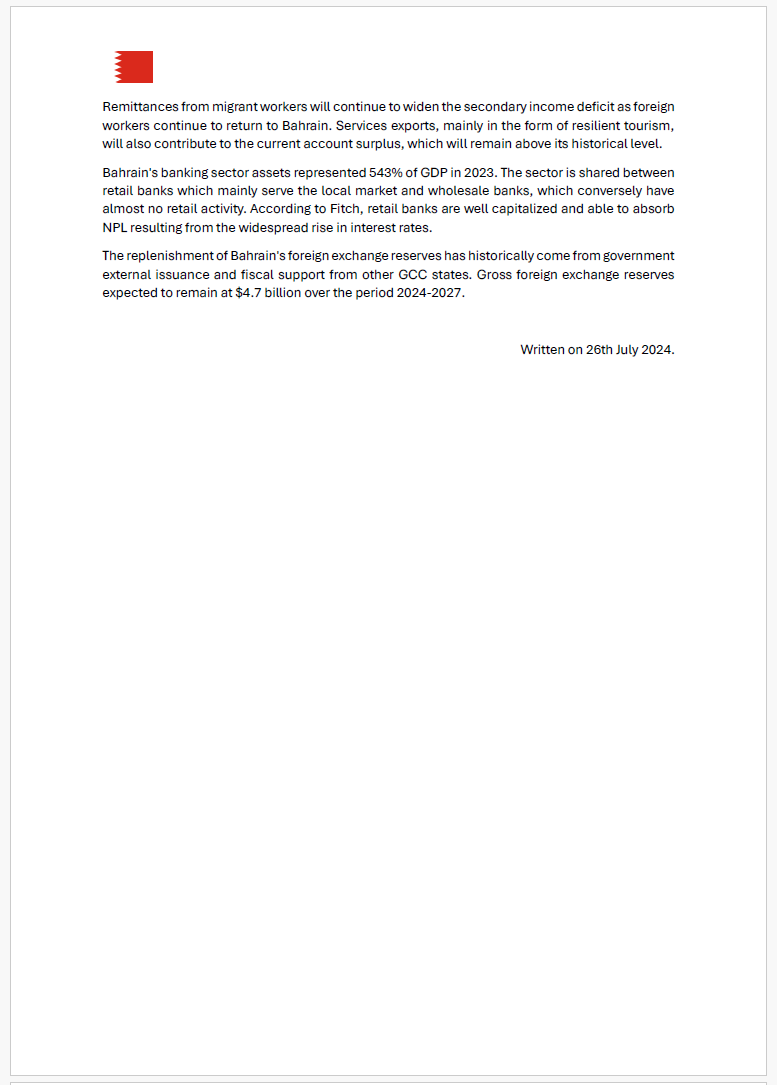 Remittances from migrant workers will continue to widen the secondary income deficit as foreign
workers continue to return to Bahrain. Services exports, mainly in the form of resilient tourism,
will also contribute to the current account surplus, which will remain above its historical level.
Bahrain's banking sector assets represented 543% of GDP in 2023. The sector is shared between
retail banks which mainly serve the local market and wholesale banks, which conversely have
almost no retail activity. According to Fitch, retail banks are well capitalized and able to absorb
NPL resulting from the widespread rise in interest rates.
The replenishment of Bahrain's foreign exchange reserves has historically come from government
external issuance and fiscal support from other GCC states. Gross foreign exchange reserves
expected to remain at $4.7 billion over the period 2024-2027.
Written on 26th July 2024.